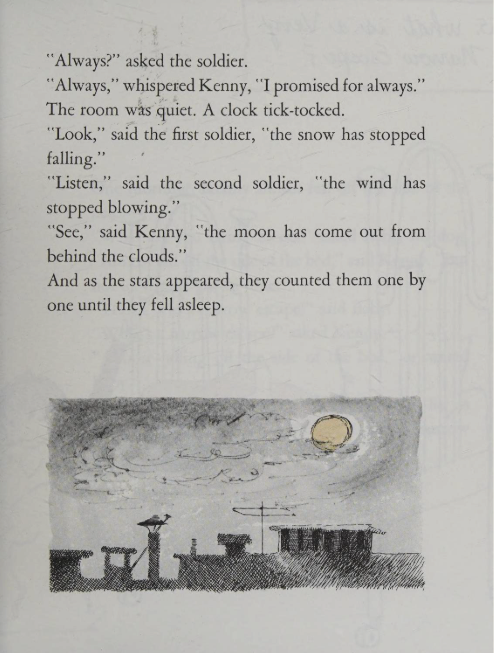 "Always?" asked the soldier.
"Always," whispered Kenny, "I promised for always."
The room was quiet. A clock tick-tocked.
"Look," said the first soldier, "the snow has stopped
falling."
"Listen," said the second soldier, "the wind has
stopped blowing."
"See," said Kenny, "the moon has come out from
behind the clouds."
And as the stars appeared, they counted them one by
one until they fell asleep.